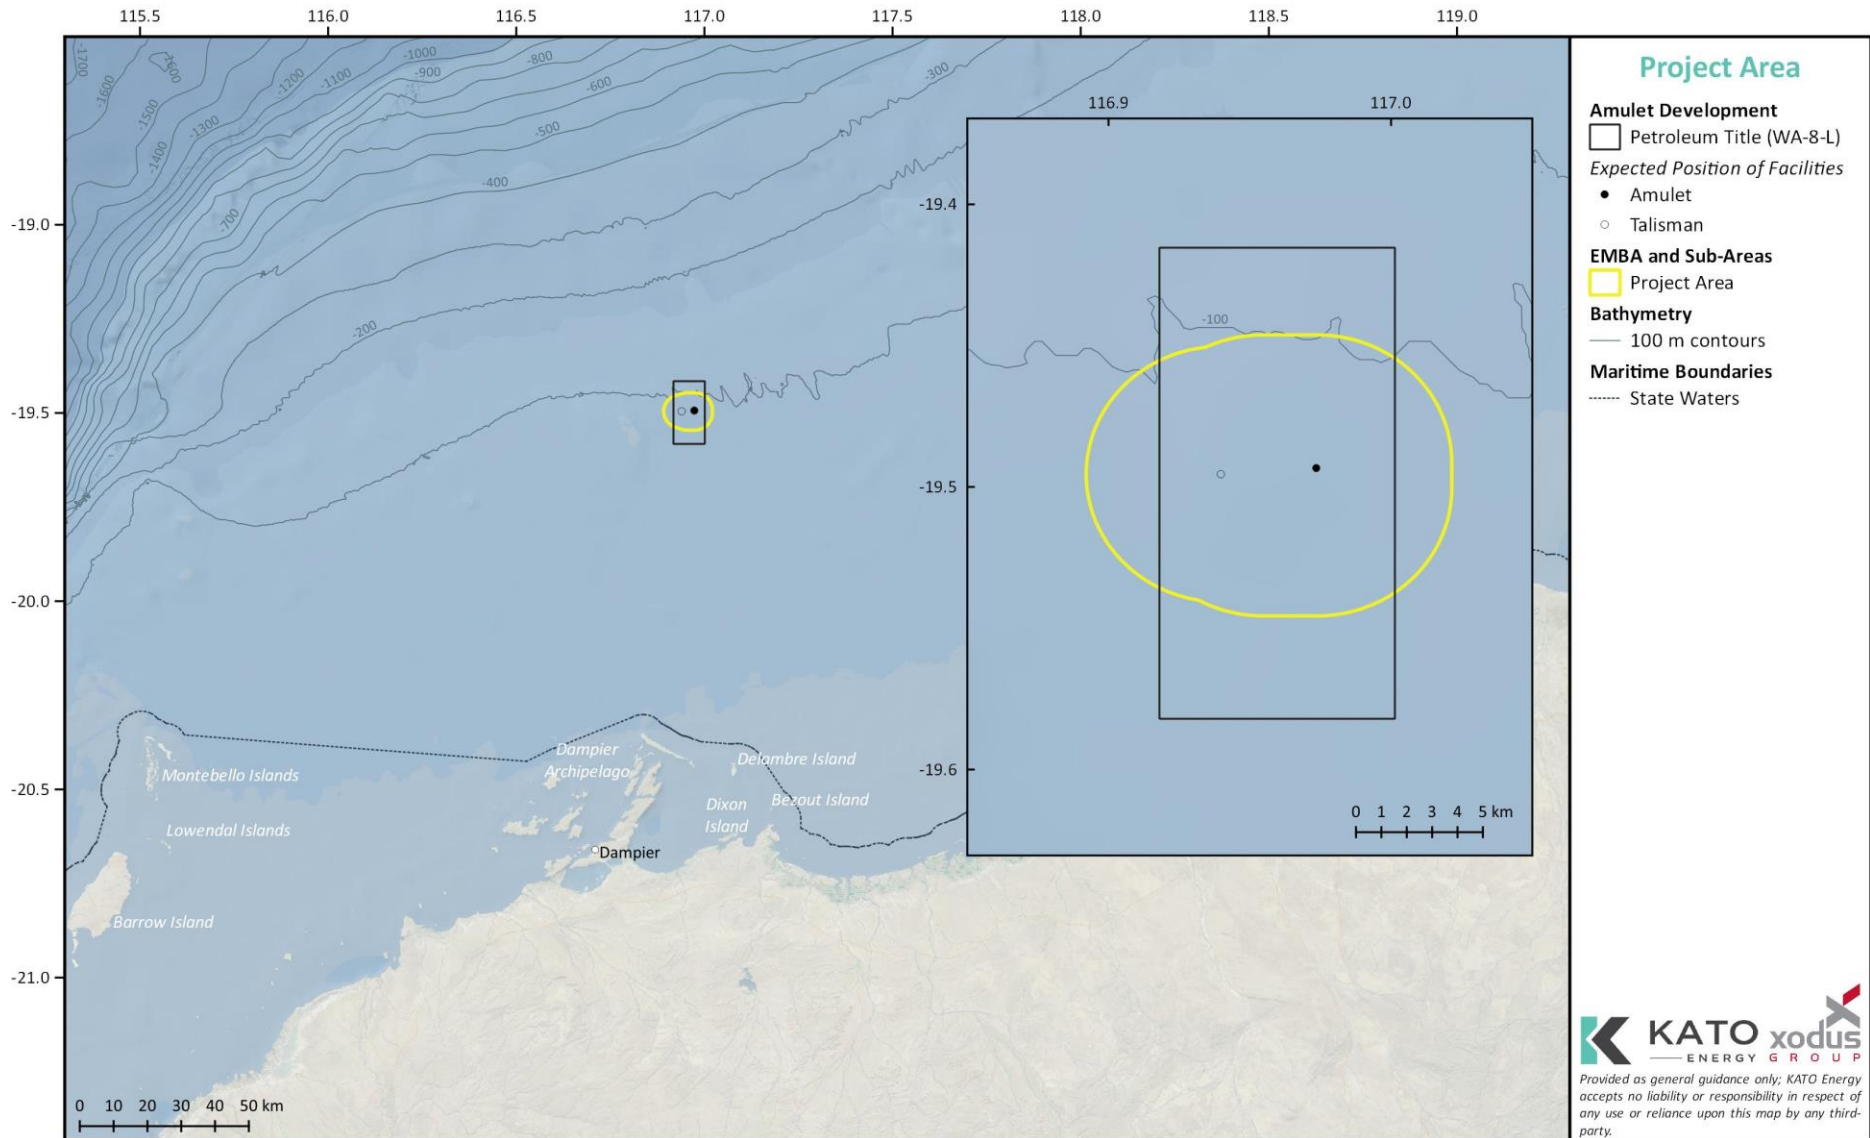 115.5 116.0 116.5 117.0 117.5 118.0 118.5 119.0
-19.0
-19.5
-20.0
-20.5
-21.0
-1700
-1600
-1600
-1500
-1400
-1300
-1200
-1100
-1000
-900
-800
-700
-600
-500
-400
-300
-200
Montebello Islands
Lowendal Islands
Barrow Island
Dampier
Archipelago
Dampier
Delambre Island
Dixon
Island
Bezout Island
0 10 20 30 40 50 km
116.9 117.0
-19.4
-19.5
-19.6
-100
0 1 2 3 4 5 km
Project Area
Amulet Development
Petroleum Title (WA-8-L)
Expected Position of Facilities
Amulet
Talisman
EMBA and Sub-Areas
Project Area
Bathymetry
100 m contours
Maritime Boundaries
State Waters
KATO
ENERGY
xodus
GROUP
Provided as general guidance only; KATO Energy
accepts no liability or responsibility in respect of
any use or reliance upon this map by any third-
party.